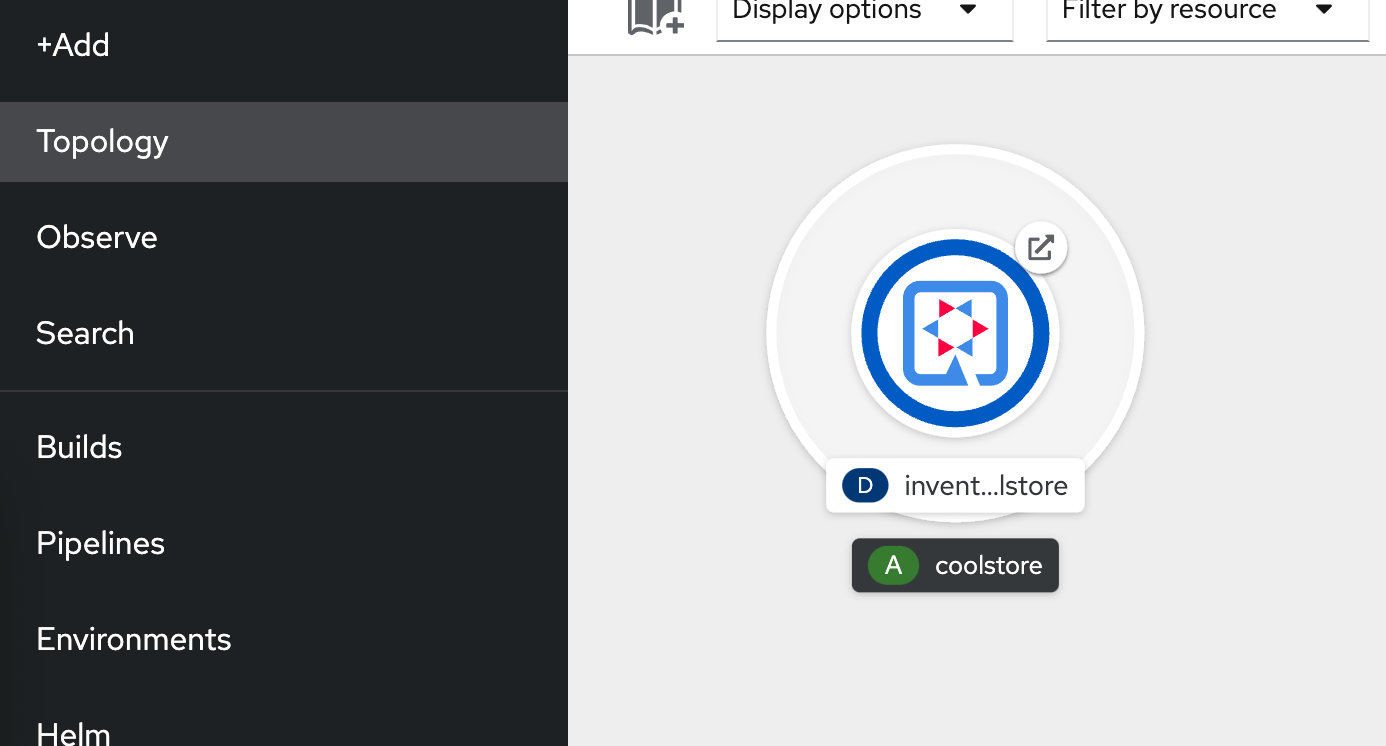 +Add
Topology
Observe
Search
Builds
Pipelines
Environments
Helm
Display options
Filter by resource
D invent...lstore
A coolstore